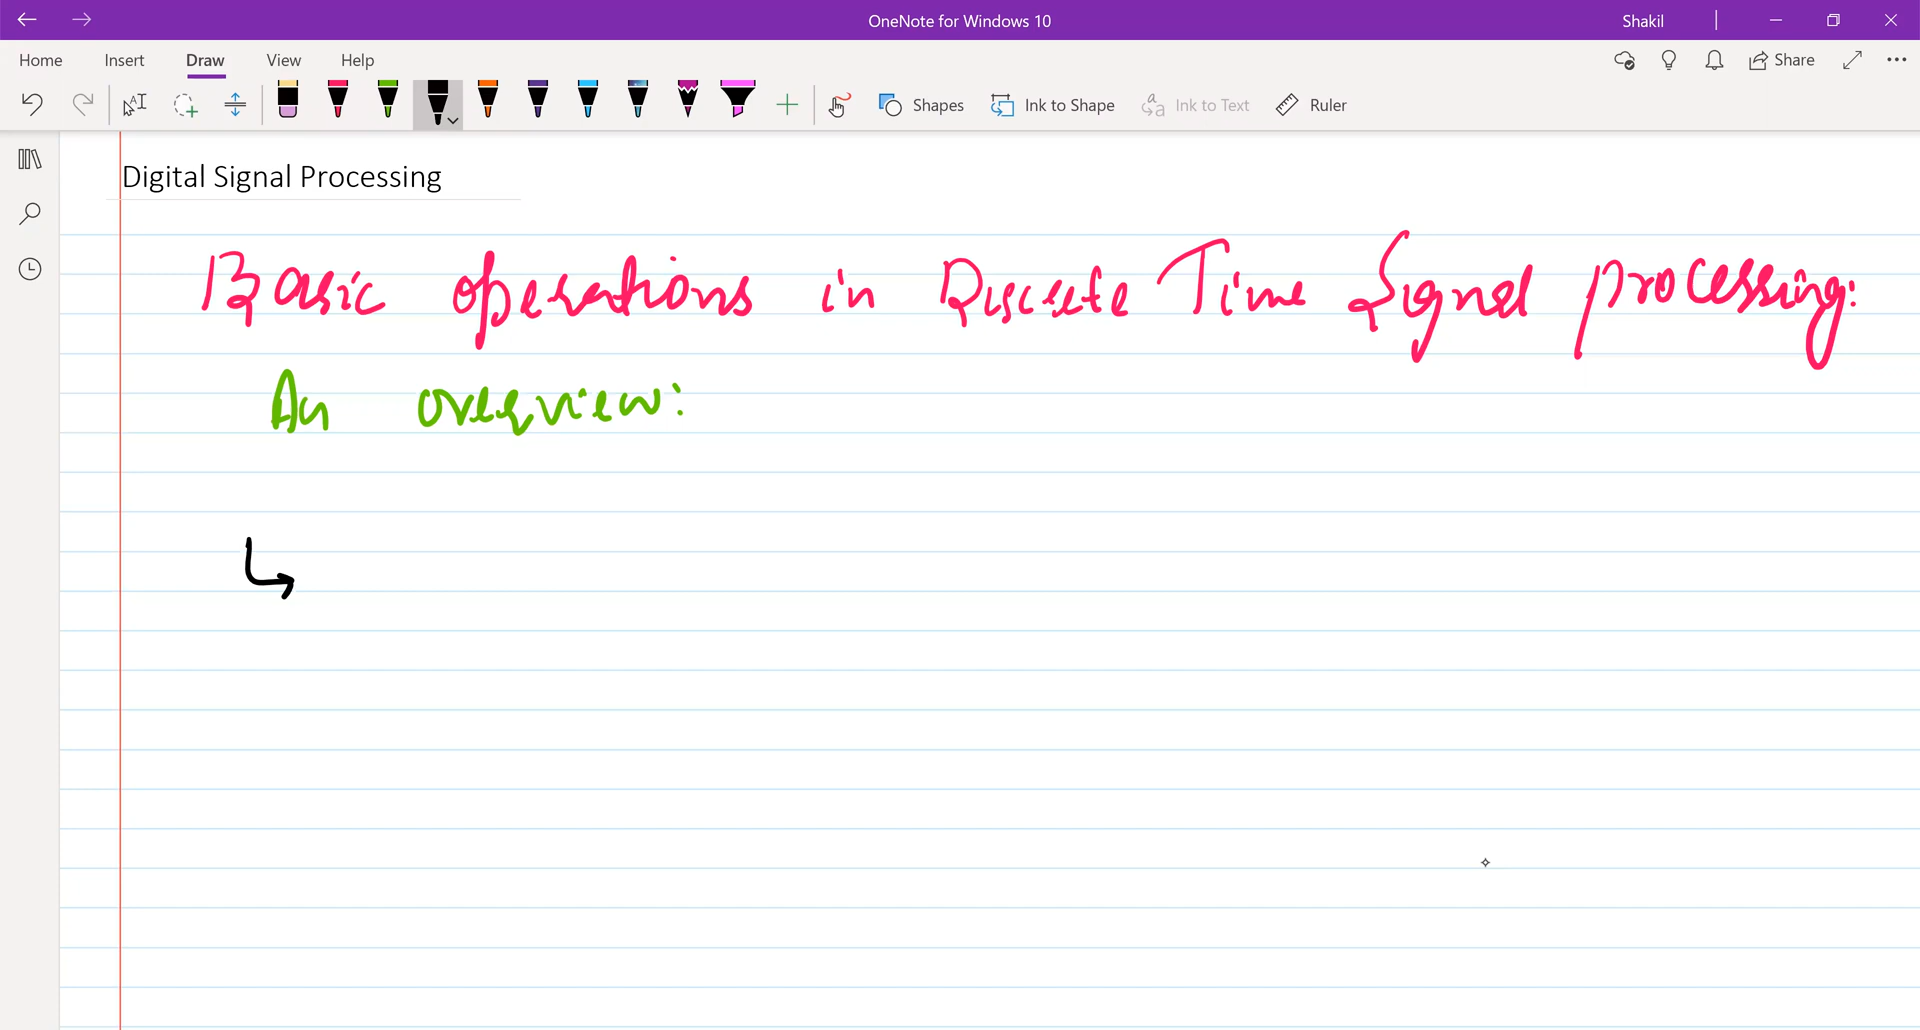 OneNote for Windows 10
Shakil
Home Insert Draw View Help
Share
Shapes Ink to Shape Ink to Text Ruler
Digital Signal Processing
Basic operations in Discrete Time Signal processing:
An overview: